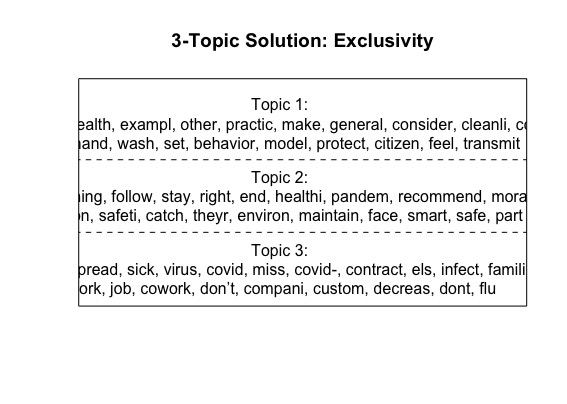 3-Topic Solution: Exclusivity
Topic 1:
ealth, exampl, other, practic, make, general, consider, cleanli, c
hand, wash, set, behavior, model, protect, citizen, feel, transmit
Topic 2:
ing, follow, stay, right, end, healthi, pandem, recommend, mora
n, safeti, catch, theyr, environ, maintain, face, smart, safe, part
Topic 3:
pread, sick, virus, covid, miss, covid-, contract, els, infect, famili
ork, job, cowork, don’t, compani, custom, decreas, dont, flu